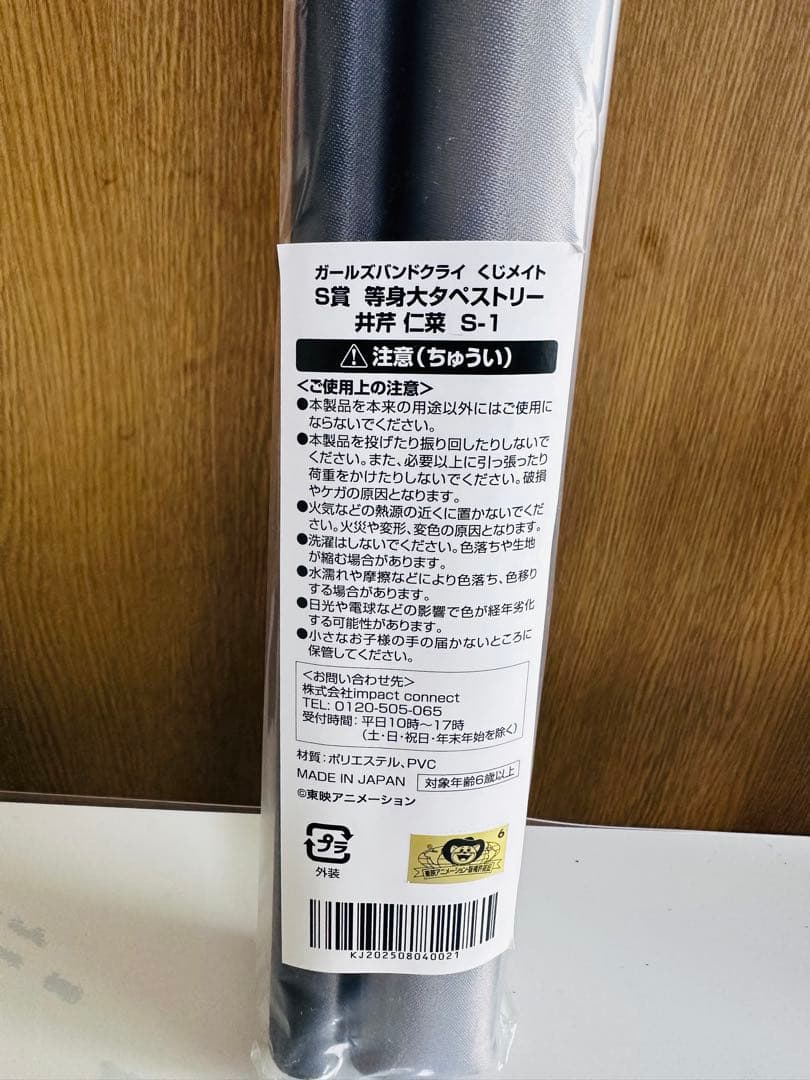 ガールズバンドクライ くじメイト
S賞 等身大タペストリー
井芹 仁菜 S-1
注意(ちゅうい)
<ご使用上の注意>
●本製品を本来の用途以外にはご使用に
ならないでください。
●本製品を投げたり振り回したりしないで
ください。また、必要以上に引っ張ったり
荷重をかけたりしないでください。破損
やケガの原因となります。
●火気などの熱源の近くに置かないでくだ
さい。火災や変形、変色の原因となります。
●洗濯はしないでください。色落ちや生地
が縮む場合があります。
●水濡れや摩擦などにより色落ち、色移り
する場合があります。
●日光や電球などの影響で色が経年劣化
する可能性があります。
●小さなお子様の手の届かないところに
保管してください。
<お問い合わせ先>
株式会社impact connect
TEL: 0120-505-065
受付時間: 平日10時~17時
(土・日・祝日・年末年始を除く)
材質:ポリエステル、PVC
MADE IN JAPAN 対象年齢6歳以上
©東映アニメーション
プラ
外装
6
東映アニメーション・版権許諾証
KJ202508040021